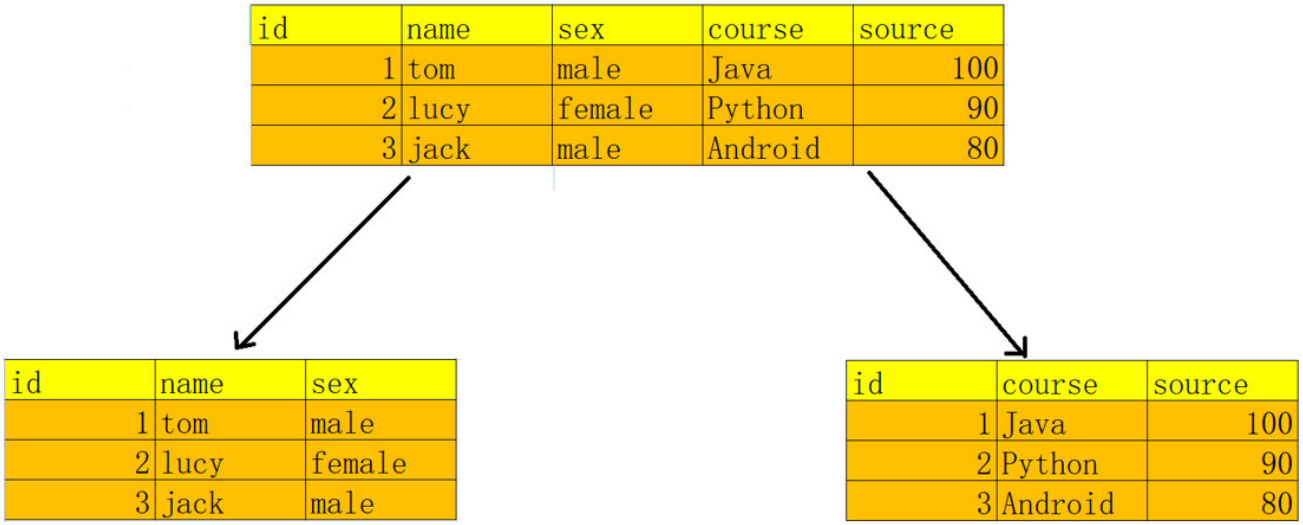 id name sex course source
1 tom male Java 100
2 lucy female Python 90
3 jack male Android 80
id name sex
1 tom male
2 lucy female
3 jack male
id course source
1 Java 100
2 Python 90
3 Android 80